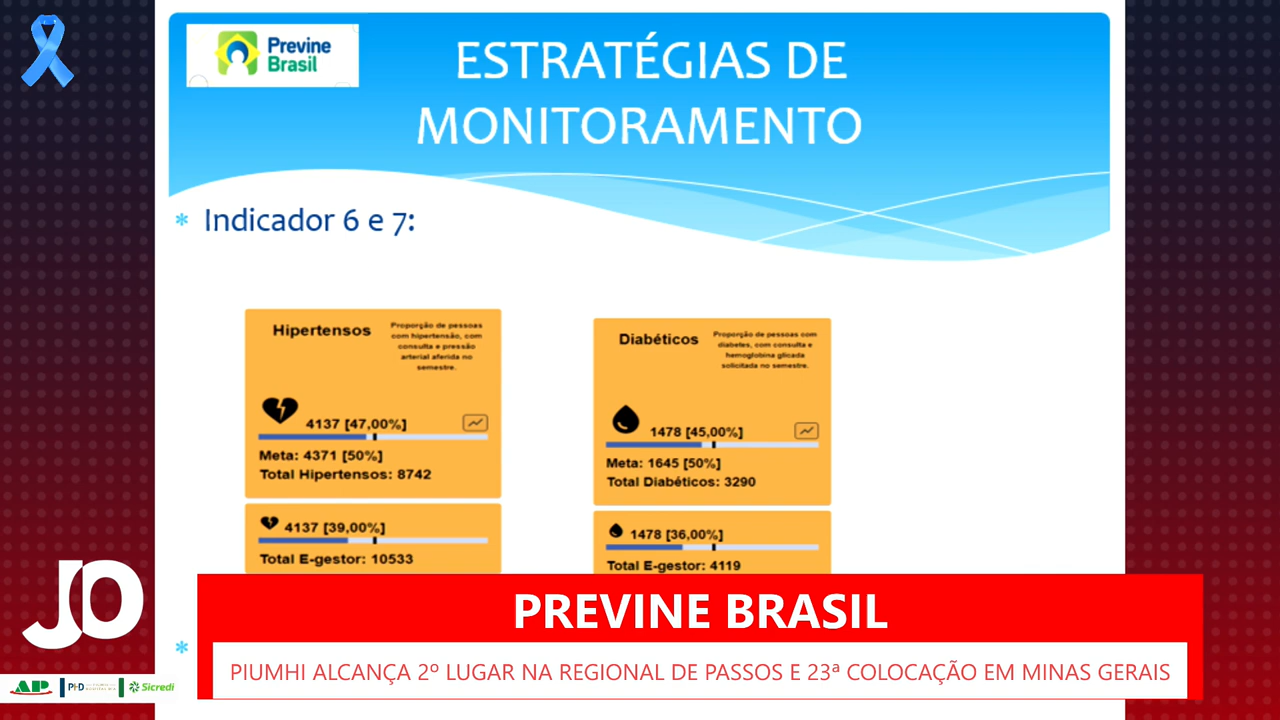 Previne
Brasil
ESTRATÉGIAS DE
MONITORAMENTO
* Indicador 6 e 7:
Hipertensos
Proporção de pessoas
com hipertensão, com
consulta e pressão
arterial aferida no
semestre.
4137 [47,00%]
Meta: 4371 [50%]
Total Hipertensos: 8742
4137 [39,00%]
Total E-gestor: 10533
Diabéticos
Proporção de pessoas com
diabetes, com consulta e
hemoglobina glicada
solicitada no semestre.
1478 [45,00%]
Meta: 1645 [50%]
Total Diabéticos: 3290
1478 [36,00%]
Total E-gestor: 4119
*
JO
AP
PHD
Sicredi
PREVINE BRASIL
PIUMHI ALCANÇA 2º LUGAR NA REGIONAL DE PASSOS E 23ª COLOCAÇÃO EM MINAS GERAIS